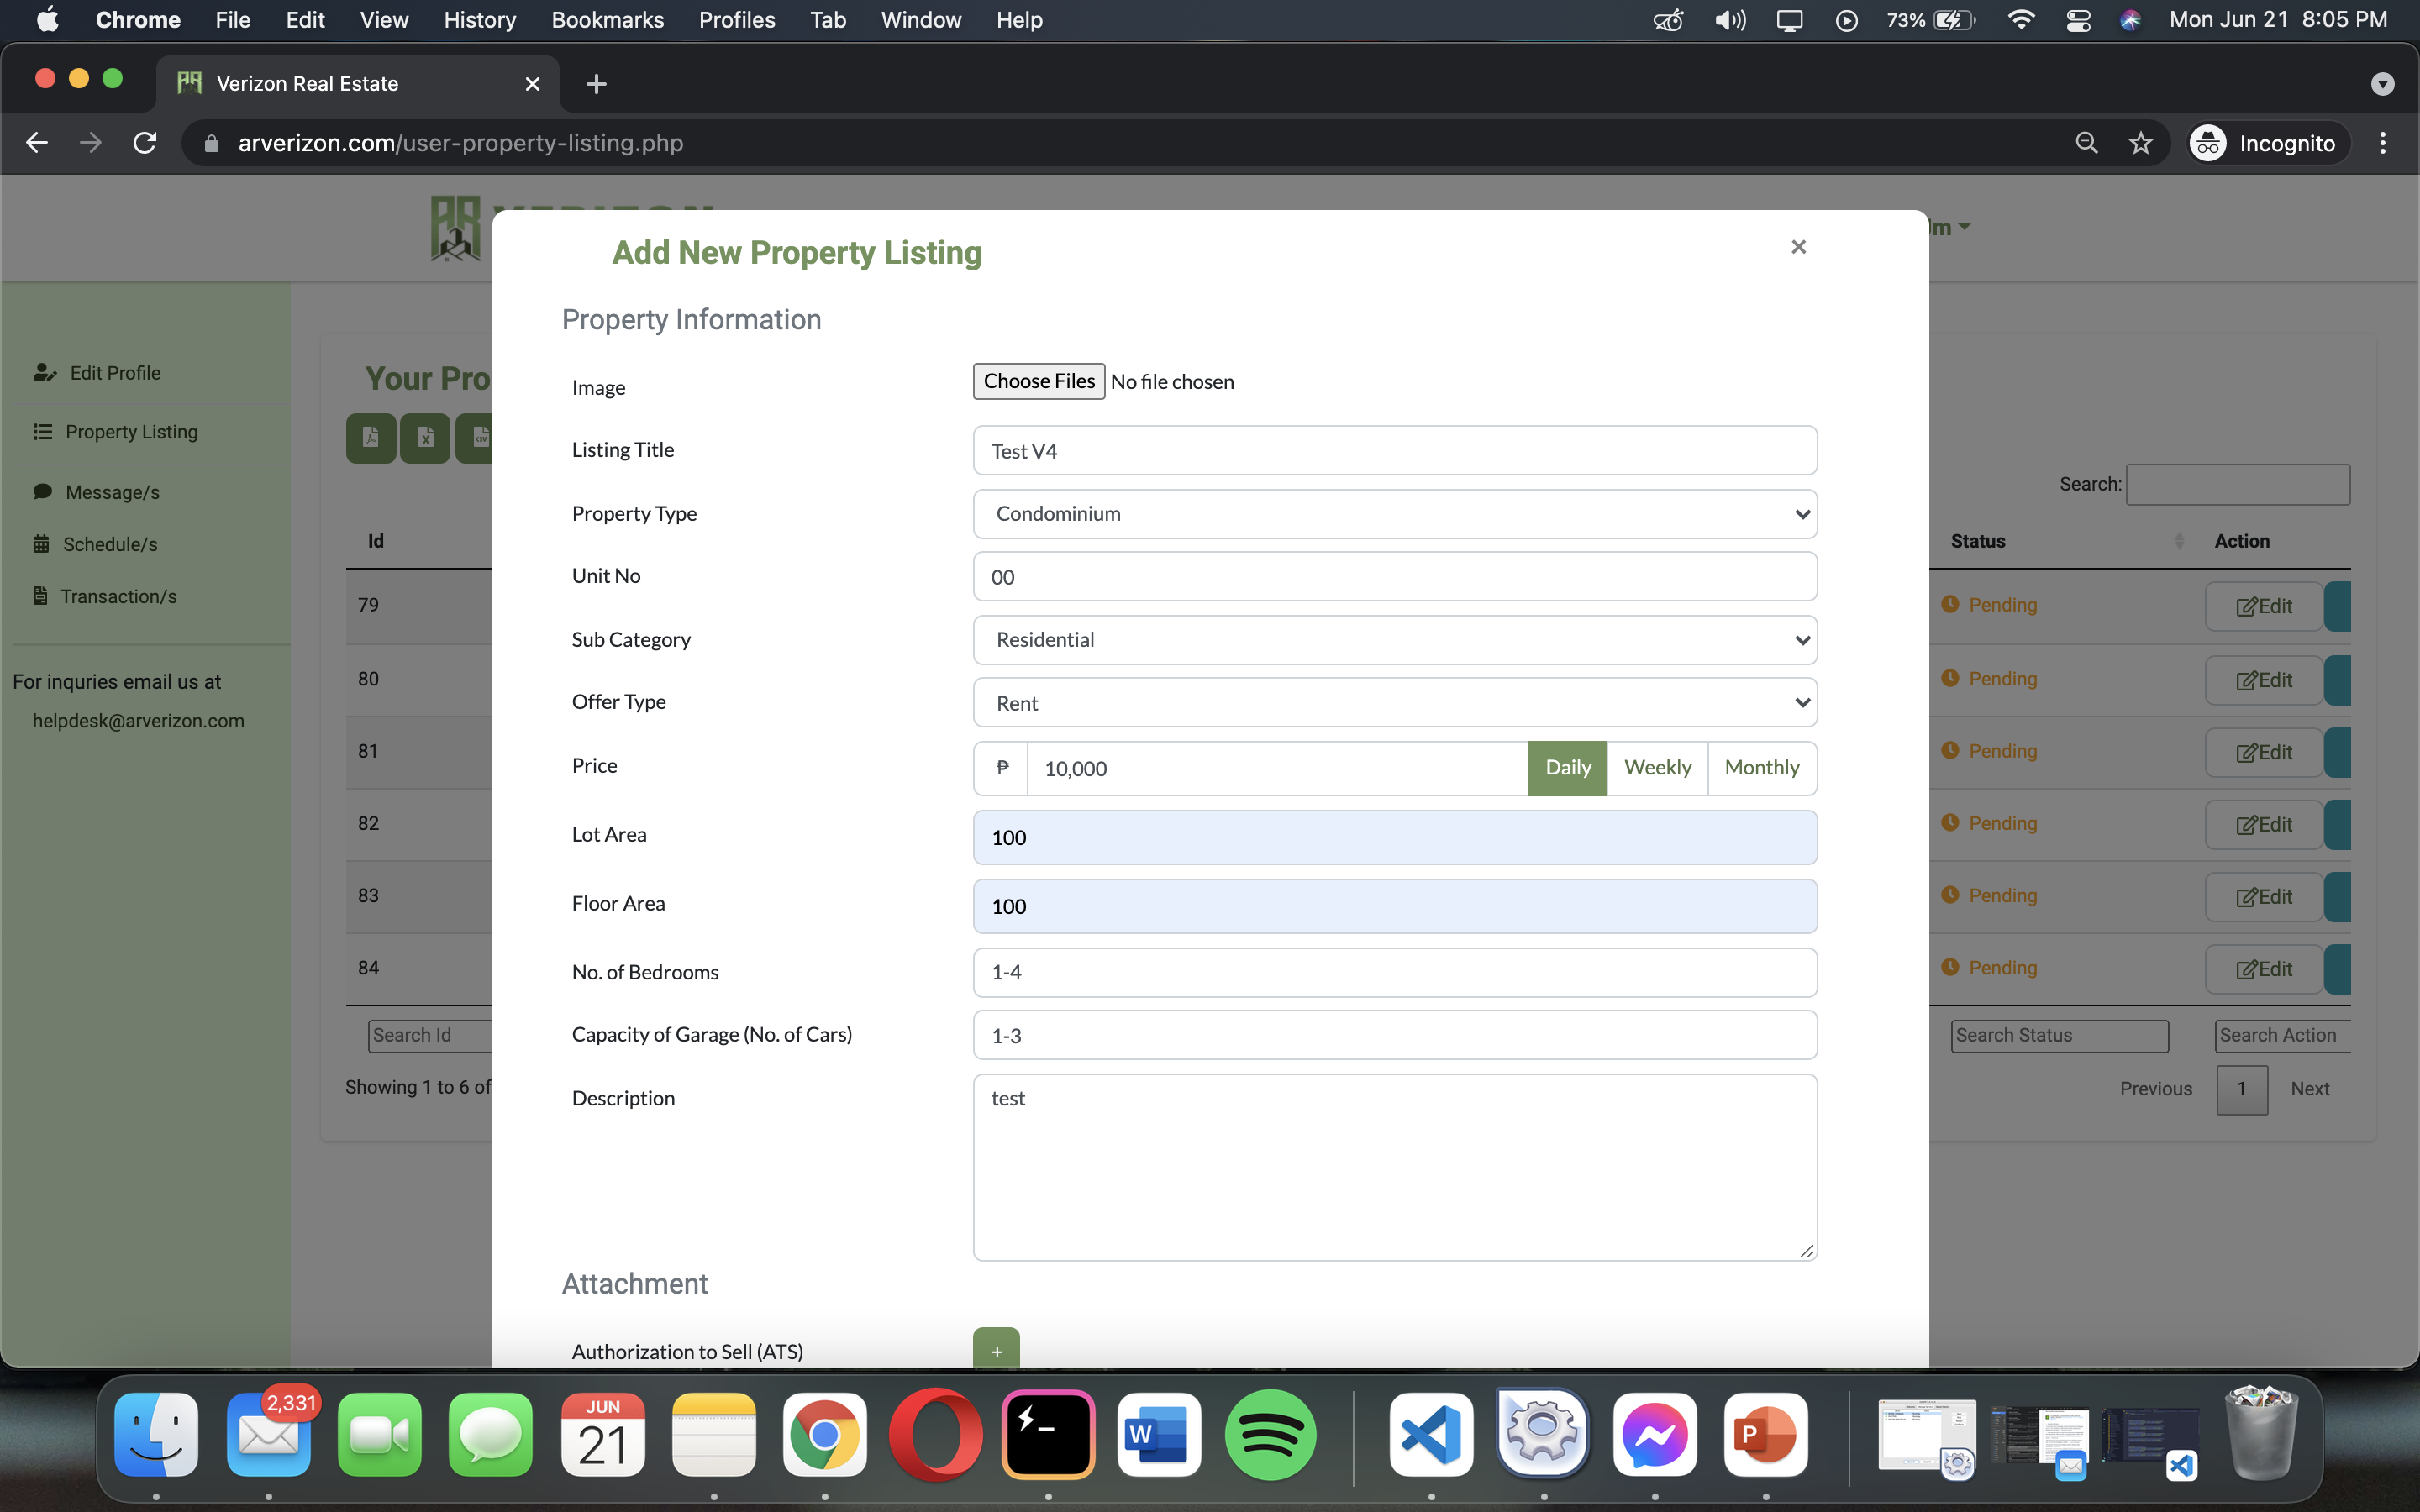 Chrome File Edit View History Bookmarks Profiles Tab Window Help 73% Mon Jun 21 8:05 PM
Verizon Real Estate
arverizon.com/user-property-listing.php Incognito
Add New Property Listing ×
Property Information
Edit Profile
Property Listing
Message/s
Schedule/s
Transaction/s
For inquries email us at
helpdesk@arverizon.com
Your Pro
Image Choose Files No file chosen
Listing Title Test V4
Property Type Condominium
Unit No 00
Sub Category Residential
Offer Type Rent
Price ₱ 10,000 Daily Weekly Monthly
Lot Area 100
Floor Area 100
No. of Bedrooms 1-4
Capacity of Garage (No. of Cars) 1-3
Description test
Attachment
Authorization to Sell (ATS) +
Search:
Id Status Action
79 Pending Edit
80 Pending Edit
81 Pending Edit
82 Pending Edit
83 Pending Edit
84 Pending Edit
Search Id Search Status Search Action
Showing 1 to 6 of
Previous 1 Next
2,331
JUN
21